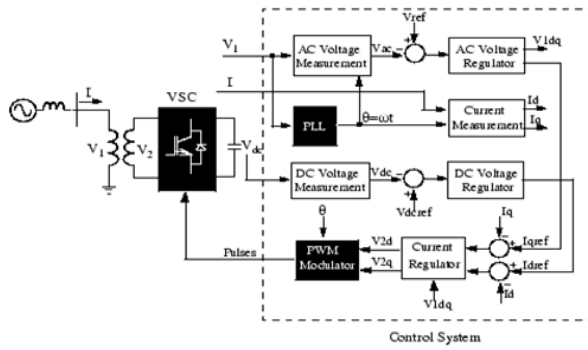 Vref
V1
AC Voltage
Measurement
Vac
AC Voltage
Regulator
V1dq
I
I
VSC
PLL
θ=ωt
Current
Measurement
Id
Iq
V1
V2
Vdc
DC Voltage
Measurement
Vdc
DC Voltage
Regulator
Vdcref
θ
Iq
Pulses
PWM
Modulator
V2d
V2q
Current
Regulator
Iqref
Idref
Id
V1dq
Control System